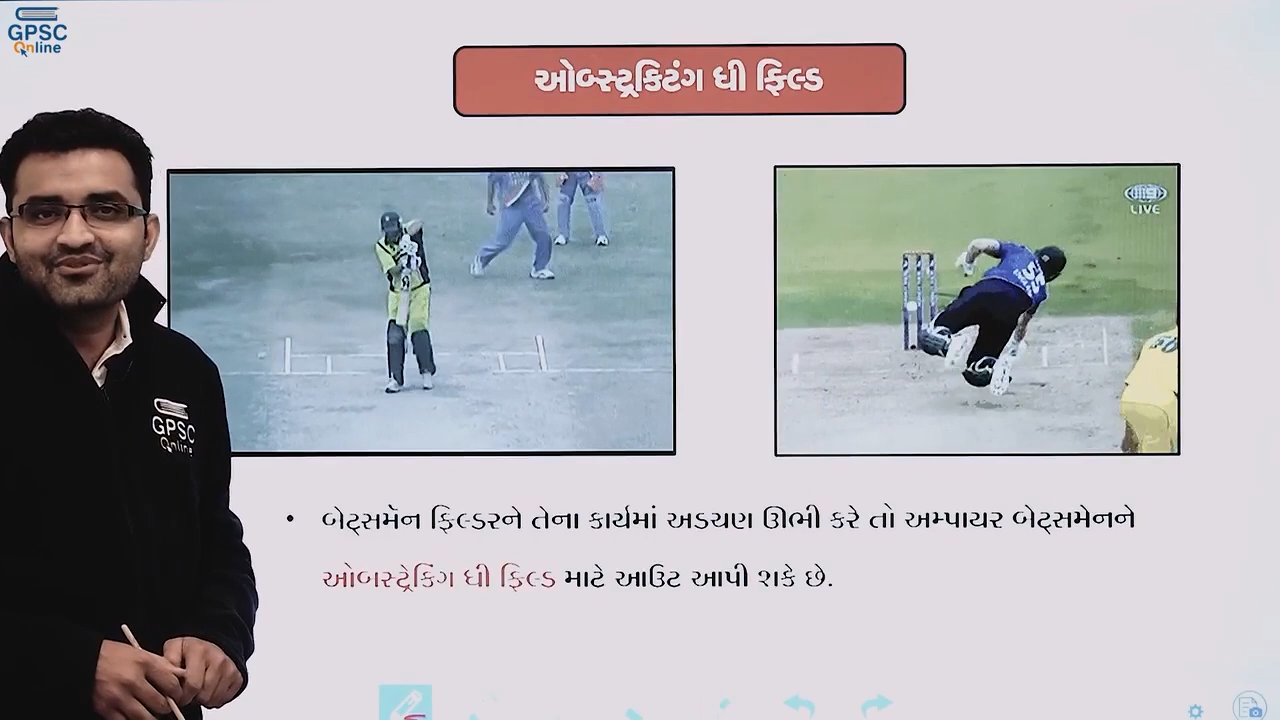 GPSC
Online
ઓબ્સ્ટ્રકિટંગ ધી ફિલ્ડ
LIVE
GPSC
Online
• બેટ્સમૅન ફિલ્ડરને તેના કાર્યમાં અડચણ ઊભી કરે તો અમ્પાયર બેટ્સમેનને
ઓબસ્ટ્રેકિંગ ધી ફિલ્ડ માટે આઉટ આપી શકે છે.